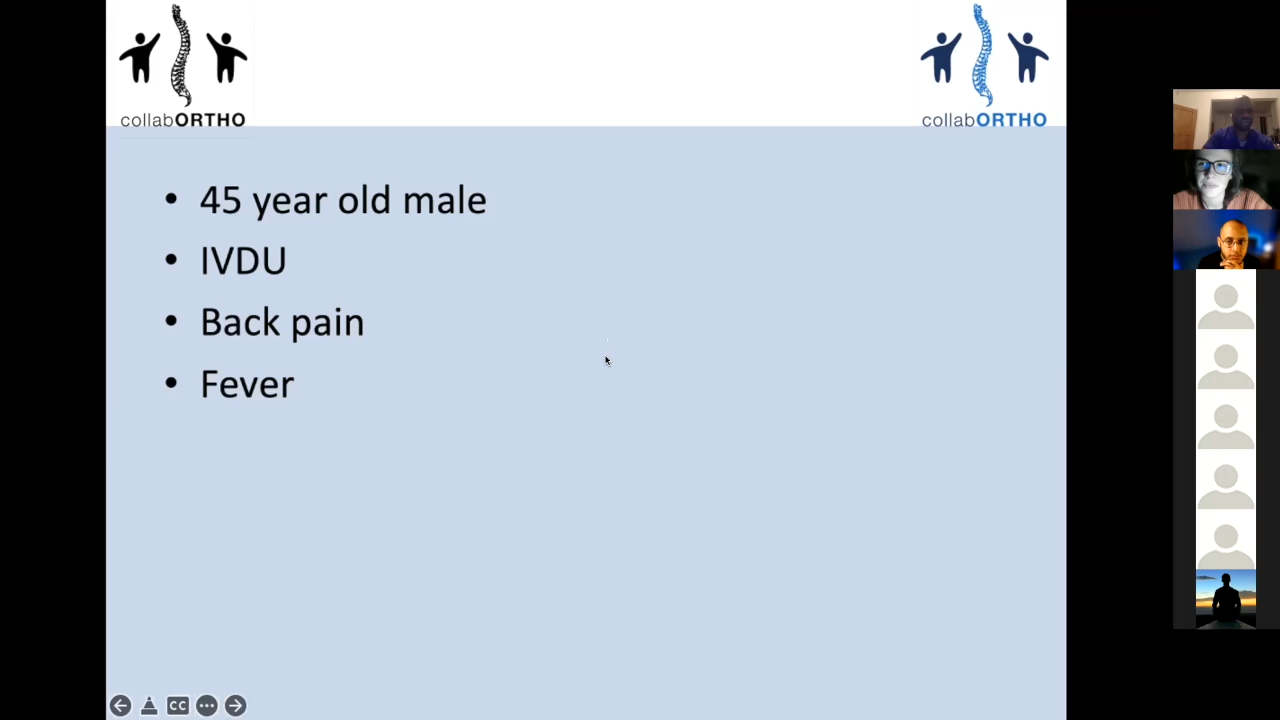 collabORTHO
collabORTHO
• 45 year old male
• IVDU
• Back pain
• Fever
CC